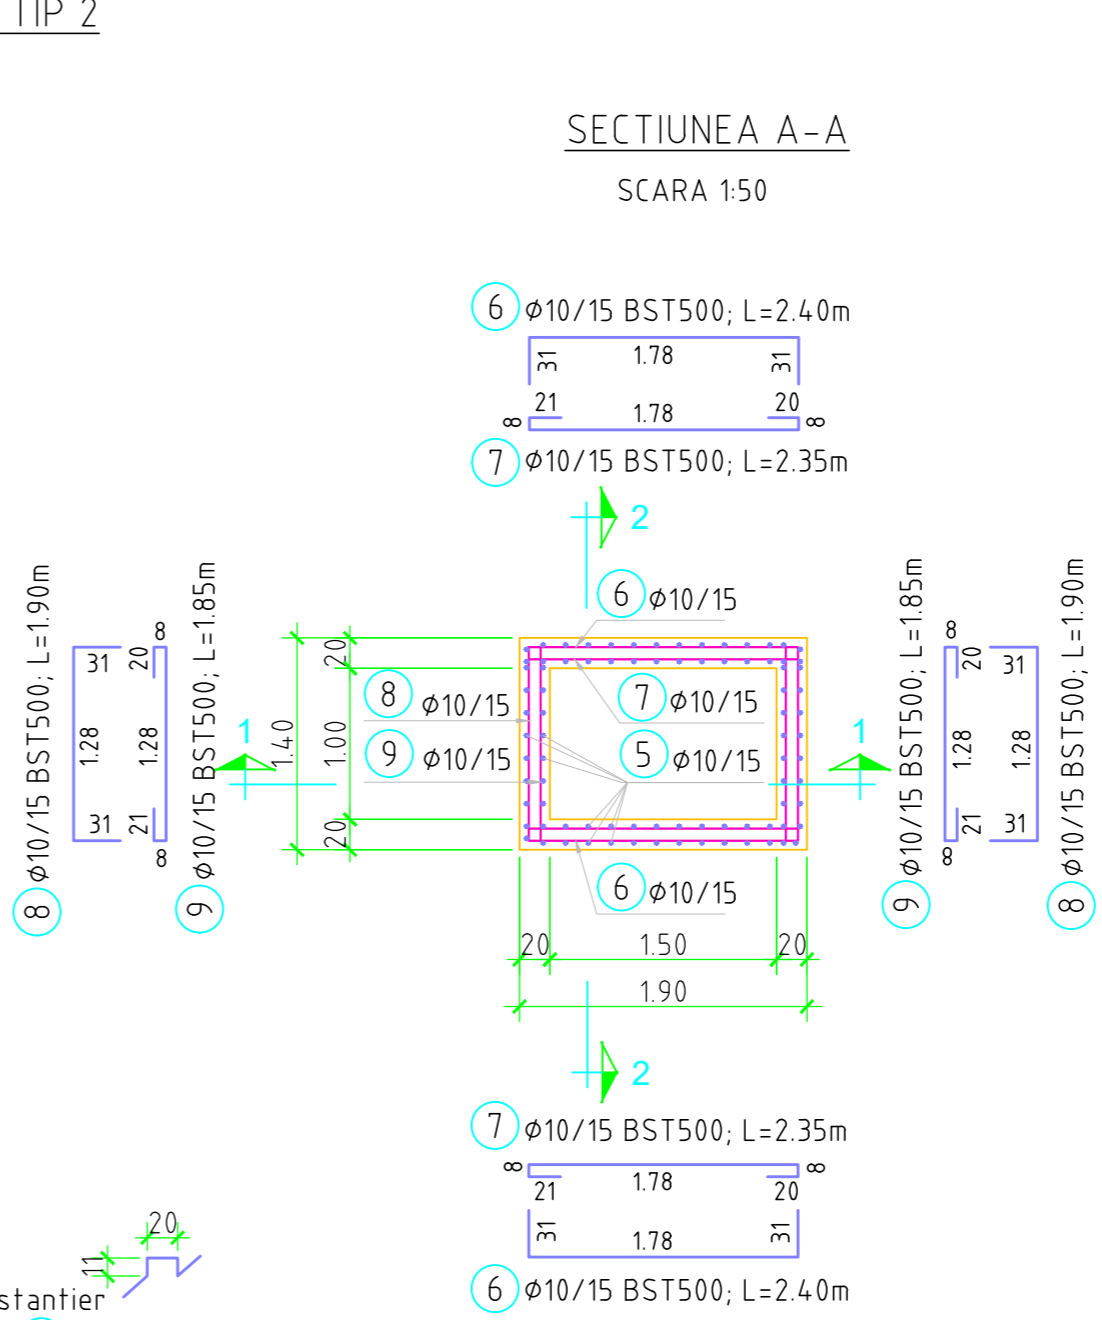 TIP 2
SECTIUNEA A-A
SCARA 1:50
6 ϕ10/15 BST500; L=2.40m
31 1.78 31
21 1.78 20
8 8
7 ϕ10/15 BST500; L=2.35m
2
8 ϕ10/15 BST500; L=1.90m
31 1.28 31
8 20 1.28 21 8
9 ϕ10/15 BST500; L=1.85m
1
1.40
20 1.00 20
6 ϕ10/15
8 ϕ10/15
7 ϕ10/15
9 ϕ10/15
5 ϕ10/15
6 ϕ10/15
1
9 ϕ10/15 BST500; L=1.85m
8 20 1.28 21 8
31 1.28 31
8 ϕ10/15 BST500; L=1.90m
20 1.50 20
1.90
2
7 ϕ10/15 BST500; L=2.35m
8 8
21 1.78 20
31 1.78 31
6 ϕ10/15 BST500; L=2.40m
20
11
stantier